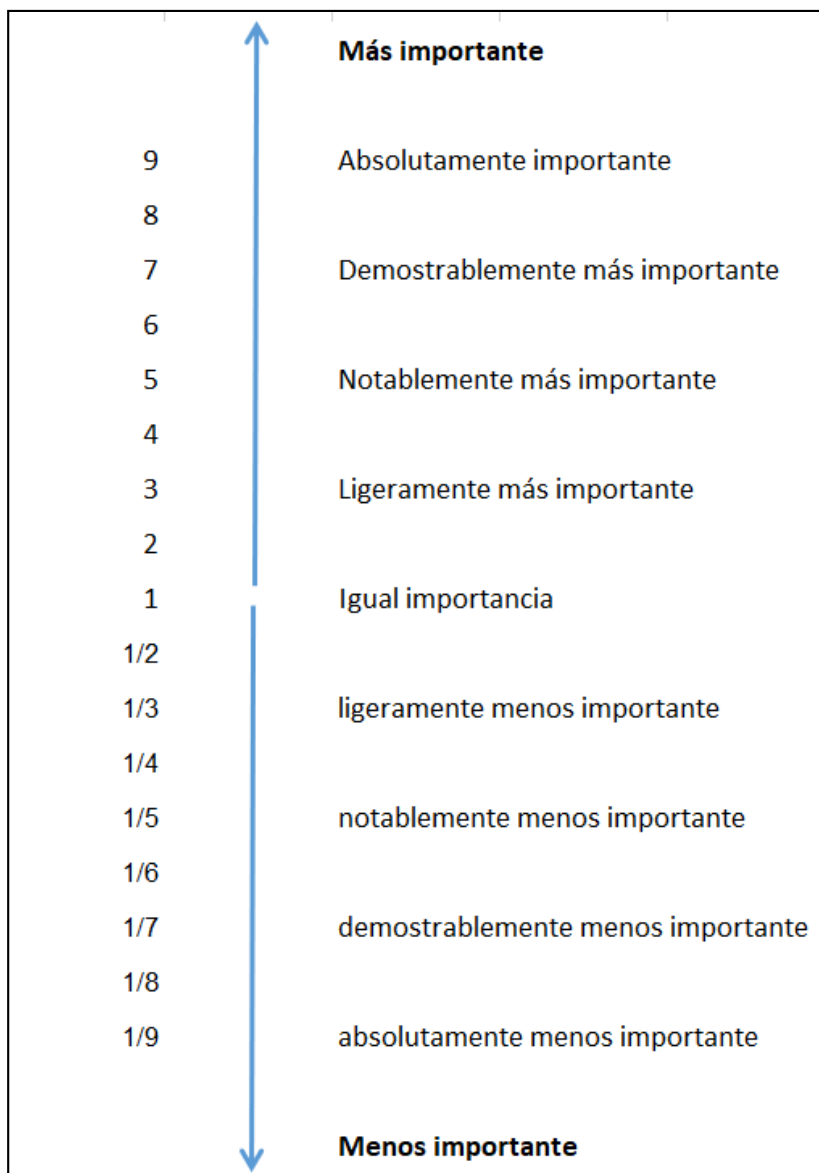 Más importante
9 Absolutamente importante
8
7 Demostrablemente más importante
6
5 Notablemente más importante
4
3 Ligeramente más importante
2
1 Igual importancia
1/2
1/3 ligeramente menos importante
1/4
1/5 notablemente menos importante
1/6
1/7 demostrablemente menos importante
1/8
1/9 absolutamente menos importante
Menos importante